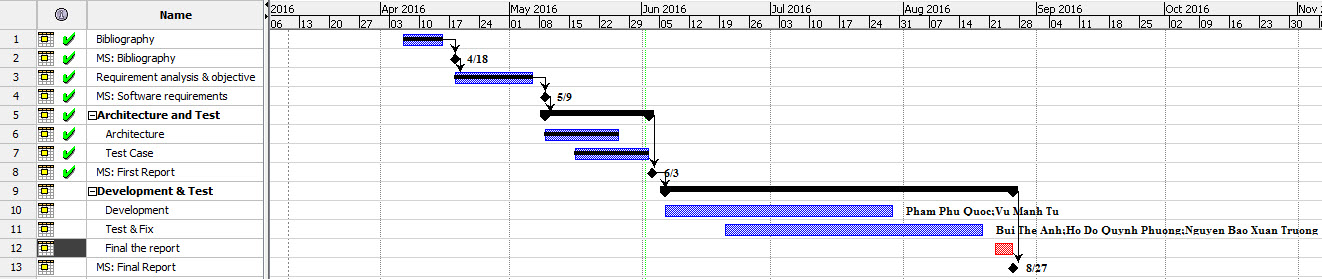 Name
2016 Apr 2016 May 2016 Jun 2016 Jul 2016 Aug 2016 Sep 2016 Oct 2016 Nov
06 13 20 27 03 10 17 24 01 08 15 22 29 05 12 19 26 03 10 17 24 31 07 14 21 28 04 11 18 25 02 09 16 23 30 0
1 Bibliography
2 MS: Bibliography 4/18
3 Requirement analysis & objective
4 MS: Software requirements 5/9
5 Architecture and Test
6 Architecture
7 Test Case
8 MS: First Report 6/3
9 Development & Test
10 Development Pham Phu Quoc;Vu Manh Tu
11 Test & Fix Bui The Anh;Ho Do Quynh Phuong;Nguyen Bao Xuan Truong
12 Final the report
13 MS: Final Report 8/27